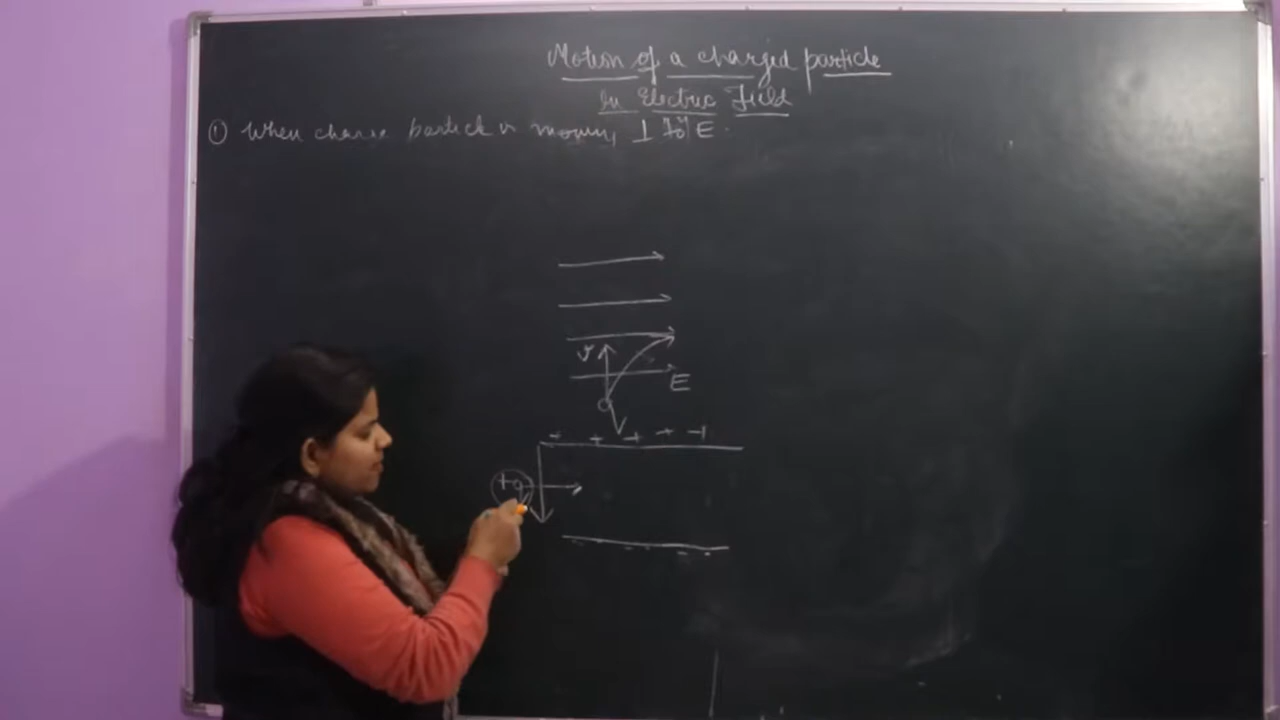 Motion of a charged particle
In Electric Field
① When charge particle is moving ⊥ to E.
v
E
+ + + + +
+q
- - - - -